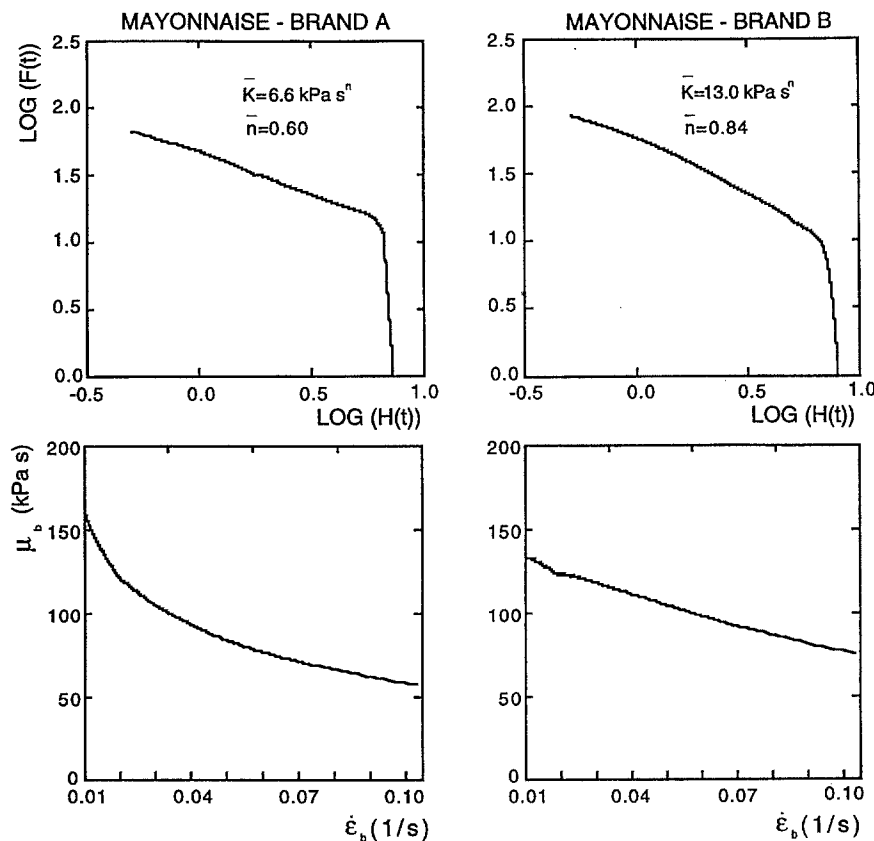 MAYONNAISE - BRAND A
LOG (F(t))
2.5
2.0
1.5
1.0
0.5
0.0
K̅=6.6 kPa sⁿ
n̅=0.60
-0.5 0.0 0.5 1.0
LOG (H(t))
MAYONNAISE - BRAND B
2.5
2.0
1.5
1.0
0.5
0.0
K̅=13.0 kPa sⁿ
n̅=0.84
-0.5 0.0 0.5 1.0
LOG (H(t))
μ_b (kPa s)
200
150
100
50
0
0.01 0.04 0.07 0.10
ε̇_b (1/s)
200
150
100
50
0
0.01 0.04 0.07 0.10
ε̇_b (1/s)